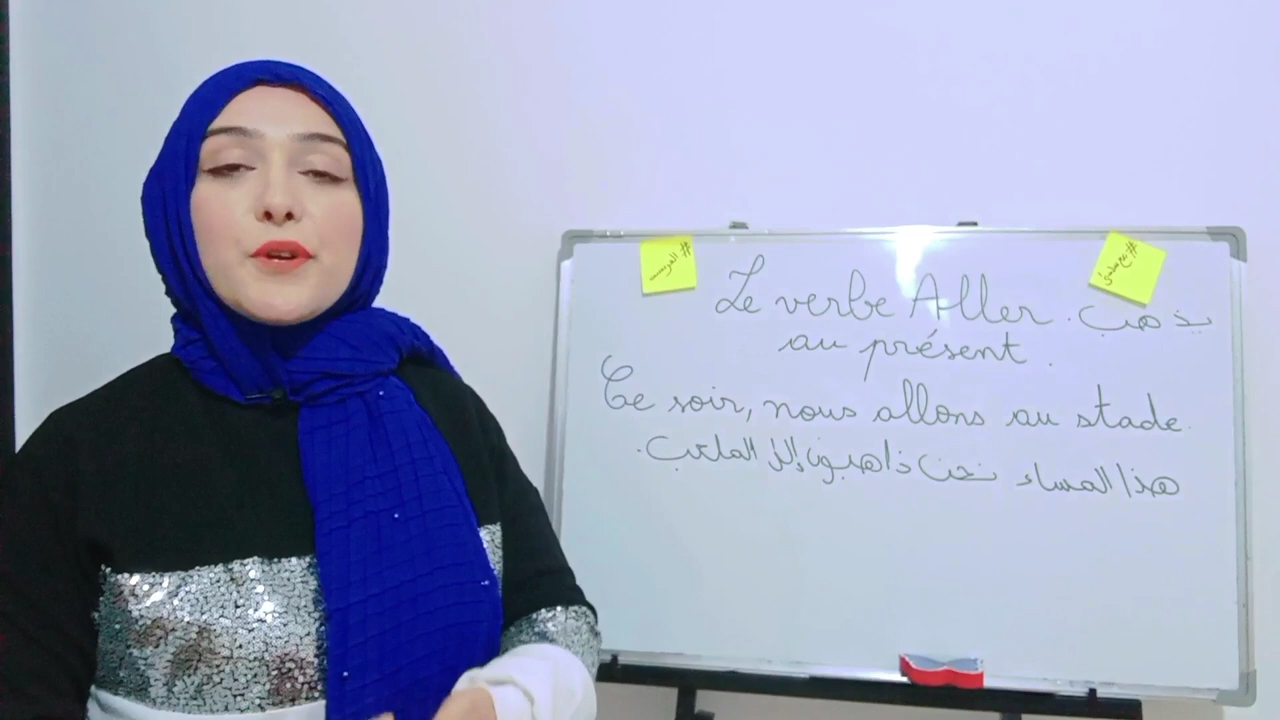 Le verbe Aller. يذهب
au présent.
Ce soir, nous allons au stade.
هذا المساء نحن ذاهبون إلى الملعب.